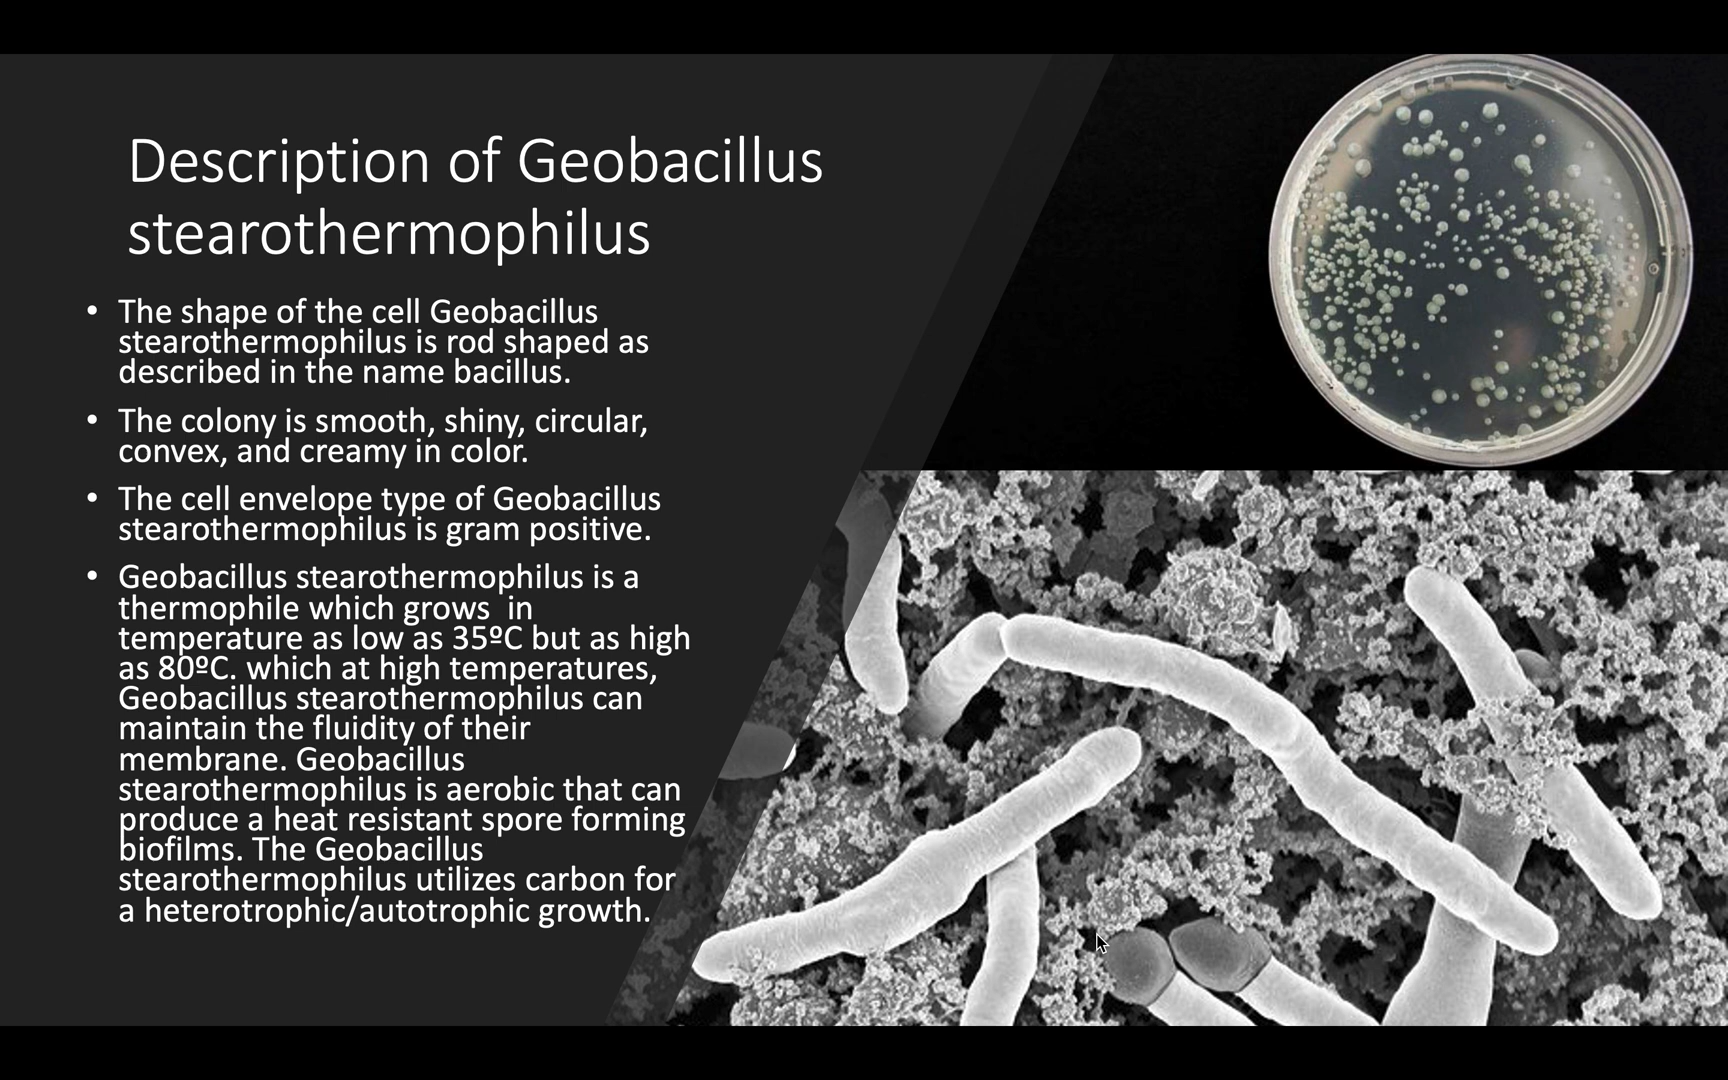 Description of Geobacillus
stearothermophilus
• The shape of the cell Geobacillus
stearothermophilus is rod shaped as
described in the name bacillus.
• The colony is smooth, shiny, circular,
convex, and creamy in color.
• The cell envelope type of Geobacillus
stearothermophilus is gram positive.
• Geobacillus stearothermophilus is a
thermophile which grows  in
temperature as low as 35ºC but as high
as 80ºC. which at high temperatures,
Geobacillus stearothermophilus can
maintain the fluidity of their
membrane. Geobacillus
stearothermophilus is aerobic that can
produce a heat resistant spore forming
biofilms. The Geobacillus
stearothermophilus utilizes carbon for
a heterotrophic/autotrophic growth.